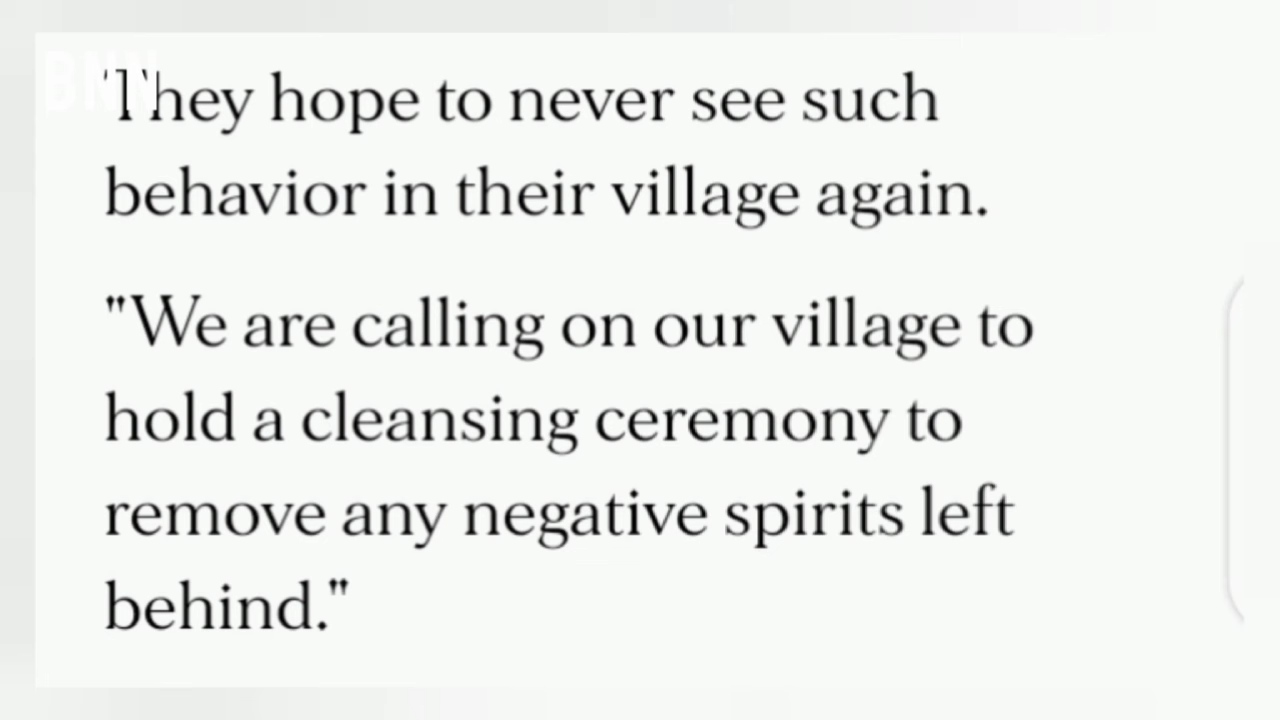 BNN
They hope to never see such
behavior in their village again.
"We are calling on our village to
hold a cleansing ceremony to
remove any negative spirits left
behind."